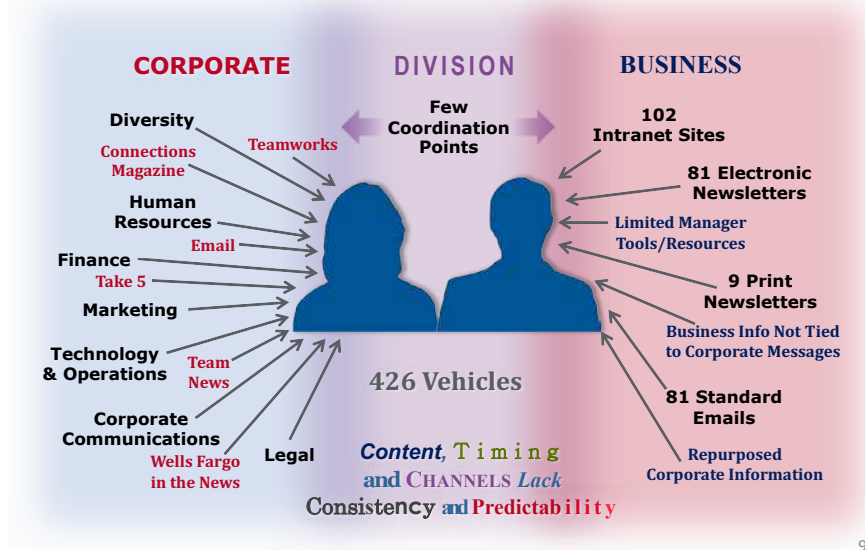 CORPORATE
DIVISION
BUSINESS
Diversity
Teamworks
Connections
Magazine
Human
Resources
Email
Finance
Take 5
Marketing
Technology
& Operations
Team
News
Corporate
Communications
Wells Fargo
in the News
Legal
Few
Coordination
Points
426 Vehicles
Content, Timing
and CHANNELS Lack
Consistency and Predictability
102
Intranet Sites
81 Electronic
Newsletters
Limited Manager
Tools/Resources
9 Print
Newsletters
Business Info Not Tied
to Corporate Messages
81 Standard
Emails
Repurposed
Corporate Information